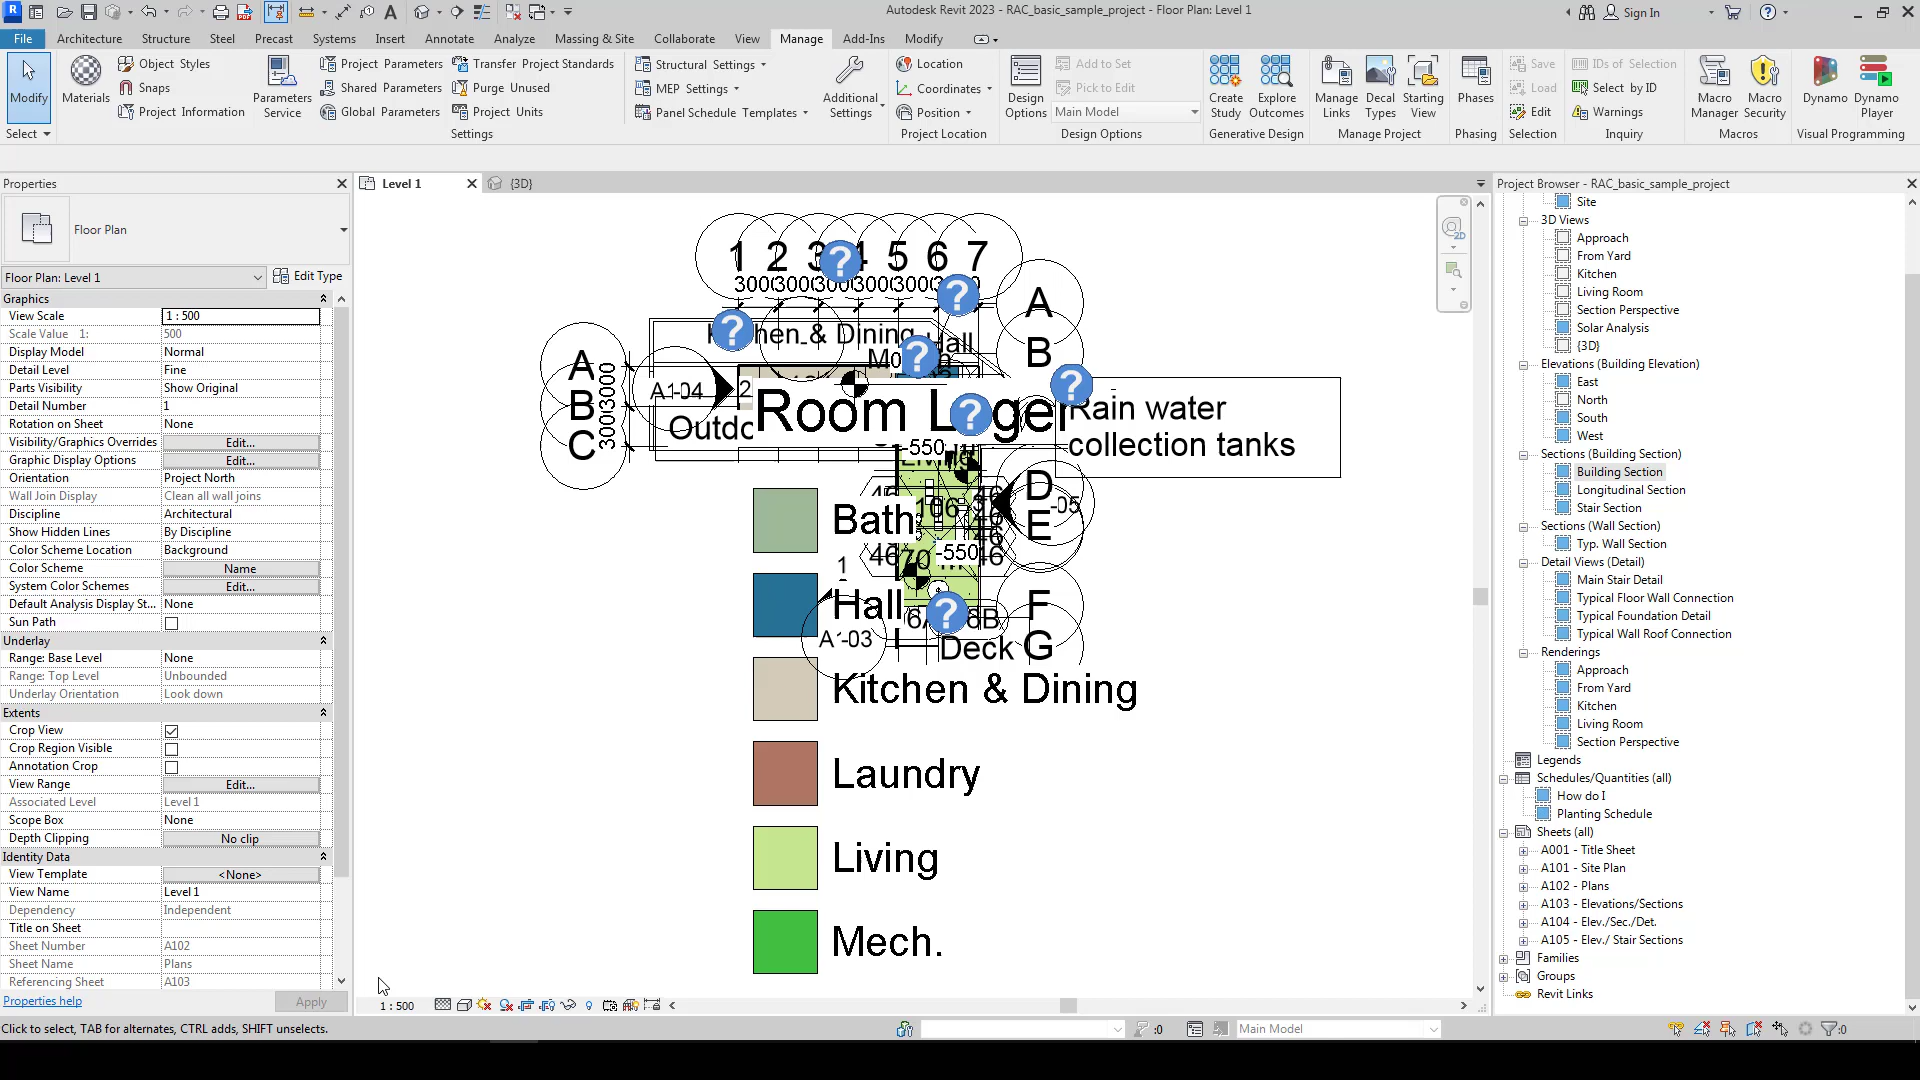 Autodesk Revit 2023 - RAC_basic_sample_project - Floor Plan: Level 1
Sign In
File Architecture Structure Steel Precast Systems Insert Annotate Analyze Massing & Site Collaborate View Manage Add-Ins Modify
Modify
Select
Materials
Object Styles
Snaps
Project Information
Parameters Service
Project Parameters
Shared Parameters
Global Parameters
Transfer Project Standards
Purge Unused
Project Units
Settings
Structural Settings
MEP Settings
Panel Schedule Templates
Additional Settings
Location
Coordinates
Position
Project Location
Design Options
Add to Set
Pick to Edit
Main Model
Design Options
Create Study
Explore Outcomes
Generative Design
Manage Links
Decal Types
Starting View
Manage Project
Phases
Phasing
Save
Load
Edit
Selection
IDs of Selection
Select by ID
Warnings
Inquiry
Macro Manager
Macro Security
Macros
Dynamo
Dynamo Player
Visual Programming
Properties
Floor Plan
Floor Plan: Level 1
Edit Type
Graphics
View Scale 1 : 500
Scale Value 1: 500
Display Model Normal
Detail Level Fine
Parts Visibility Show Original
Detail Number 1
Rotation on Sheet None
Visibility/Graphics Overrides Edit...
Graphic Display Options Edit...
Orientation Project North
Wall Join Display Clean all wall joins
Discipline Architectural
Show Hidden Lines By Discipline
Color Scheme Location Background
Color Scheme Name
System Color Schemes Edit...
Default Analysis Display St... None
Sun Path
Underlay
Range: Base Level None
Range: Top Level Unbounded
Underlay Orientation Look down
Extents
Crop View
Crop Region Visible
Annotation Crop
View Range Edit...
Associated Level Level 1
Scope Box None
Depth Clipping No clip
Identity Data
View Template <None>
View Name Level 1
Dependency Independent
Title on Sheet
Sheet Number A102
Sheet Name Plans
Referencing Sheet A103
Properties help
Apply
Level 1
{3D}
1 2 3 4 5 6 7
A
B
A
B
C
3000
3000
Rain water
collection tanks
-550
D
E
-550
F
G
Deck
Bath
Hall
Kitchen & Dining
Laundry
Living
Mech.
1 : 500
Project Browser - RAC_basic_sample_project
Site
3D Views
Approach
From Yard
Kitchen
Living Room
Section Perspective
Solar Analysis
{3D}
Elevations (Building Elevation)
East
North
South
West
Sections (Building Section)
Building Section
Longitudinal Section
Stair Section
Sections (Wall Section)
Typ. Wall Section
Detail Views (Detail)
Main Stair Detail
Typical Floor Wall Connection
Typical Foundation Detail
Typical Wall Roof Connection
Renderings
Approach
From Yard
Kitchen
Living Room
Section Perspective
Legends
Schedules/Quantities (all)
How do I
Planting Schedule
Sheets (all)
A001 - Title Sheet
A101 - Site Plan
A102 - Plans
A103 - Elevations/Sections
A104 - Elev./Sec./Det.
A105 - Elev./ Stair Sections
Families
Groups
Revit Links
Click to select, TAB for alternates, CTRL adds, SHIFT unselects.
:0
Main Model
:0